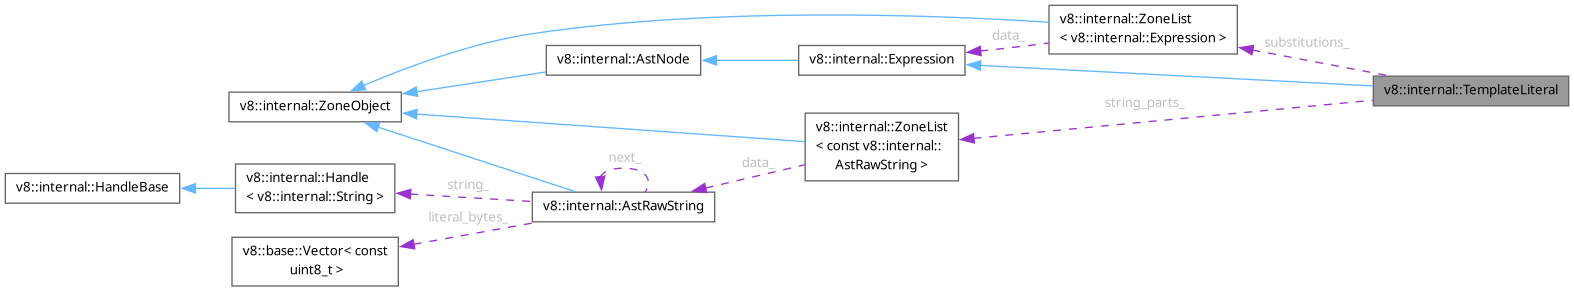 v8::internal::ZoneList
< v8::internal::Expression >
data_
substitutions_
v8::internal::AstNode
v8::internal::Expression
v8::internal::TemplateLiteral
v8::internal::ZoneObject
string_parts_
v8::internal::ZoneList
< const v8::internal::
AstRawString >
next_
data_
v8::internal::HandleBase
v8::internal::Handle
< v8::internal::String >
string_
v8::internal::AstRawString
literal_bytes_
v8::base::Vector< const
uint8_t >